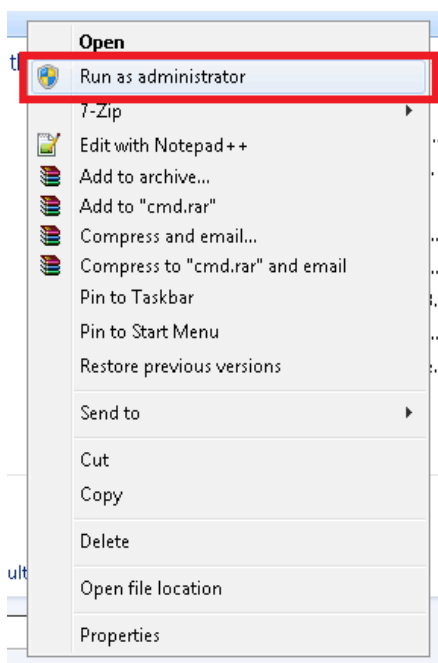 Open
Run as administrator
7-Zip
Edit with Notepad++
Add to archive...
Add to "cmd.rar"
Compress and email...
Compress to "cmd.rar" and email
Pin to Taskbar
Pin to Start Menu
Restore previous versions
Send to
Cut
Copy
Delete
ult
Open file location
Properties